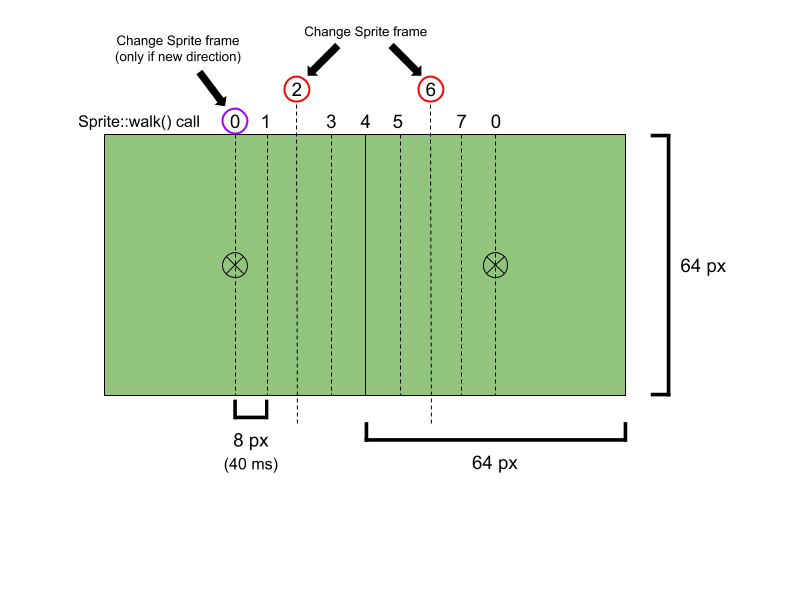 Change Sprite frame
Change Sprite frame
(only if new direction)
2
6
Sprite::walk() call
0
1
3
4
5
7
0
64 px
8 px
(40 ms)
64 px